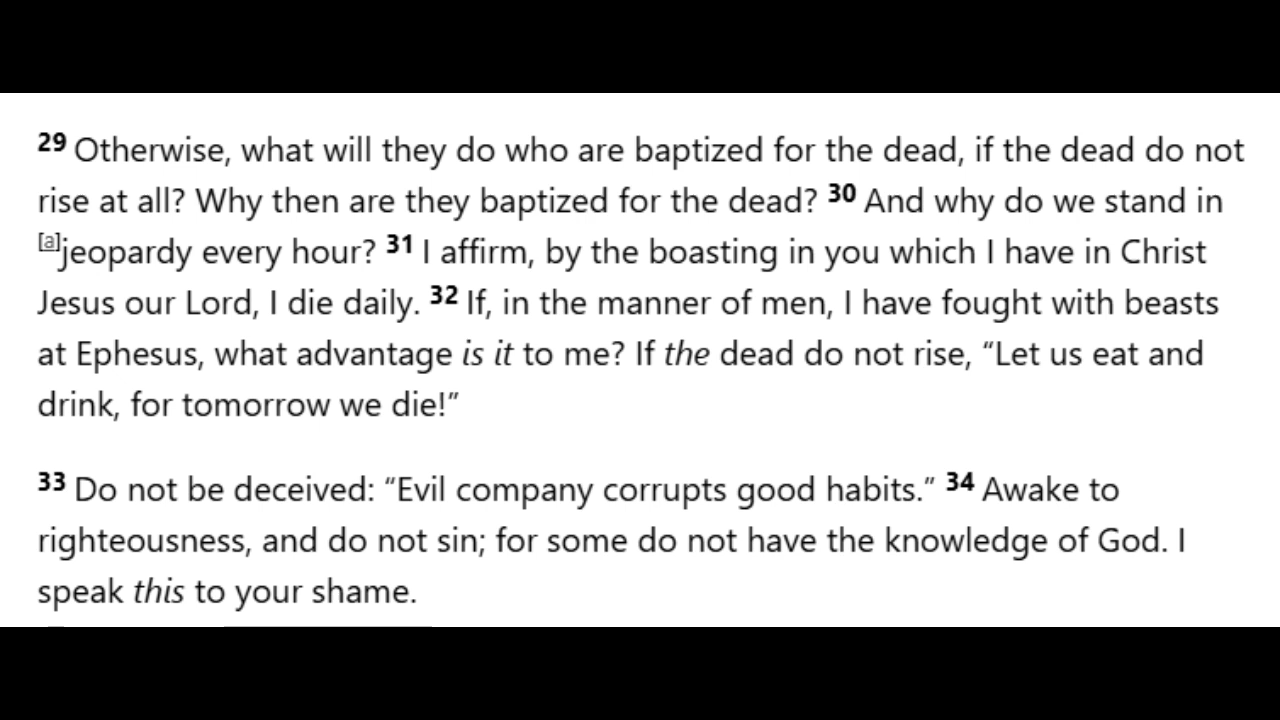 29 Otherwise, what will they do who are baptized for the dead, if the dead do not
rise at all? Why then are they baptized for the dead? 30 And why do we stand in
[a]jeopardy every hour? 31 I affirm, by the boasting in you which I have in Christ
Jesus our Lord, I die daily. 32 If, in the manner of men, I have fought with beasts
at Ephesus, what advantage is it to me? If the dead do not rise, “Let us eat and
drink, for tomorrow we die!”
33 Do not be deceived: “Evil company corrupts good habits.” 34 Awake to
righteousness, and do not sin; for some do not have the knowledge of God. I
speak this to your shame.